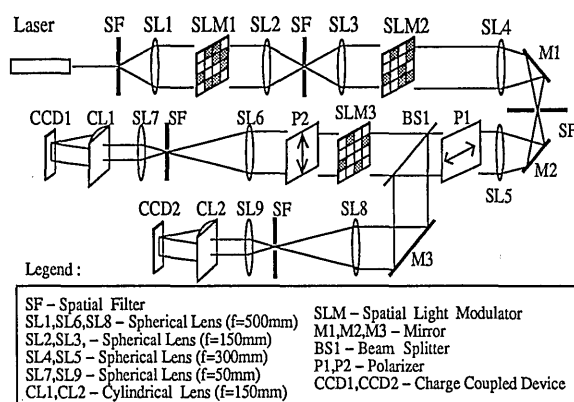 Laser
SF SL1 SLM1 SL2 SF SL3 SLM2 SL4
M1
SF
CCD1 CL1 SL7 SF SL6 P2 SLM3 BS1 P1
M2
SL5
CCD2 CL2 SL9 SF SL8
M3
Legend :
SF – Spatial Filter
SL1,SL6,SL8 – Spherical Lens (f=500mm)
SL2,SL3, – Spherical Lens (f=150mm)
SL4,SL5 – Spherical Lens (f=300mm)
SL7,SL9 – Spherical Lens (f=50mm)
CL1,CL2 – Cylindrical Lens (f=150mm)
SLM – Spatial Light Modulator
M1,M2,M3 – Mirror
BS1 – Beam Splitter
P1,P2 – Polarizer
CCD1,CCD2 – Charge Coupled Device